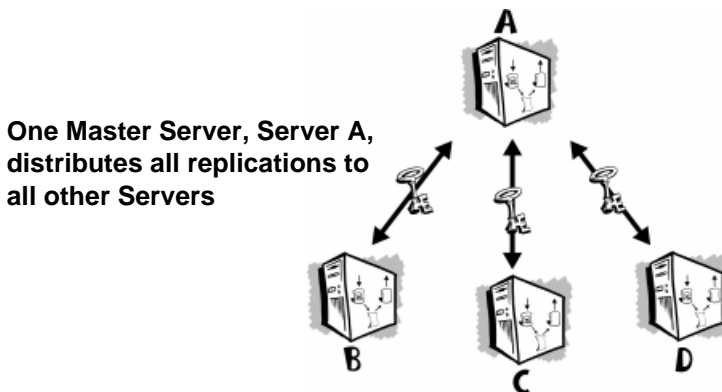 A
One Master Server, Server A,
distributes all replications to
all other Servers
B
C
D